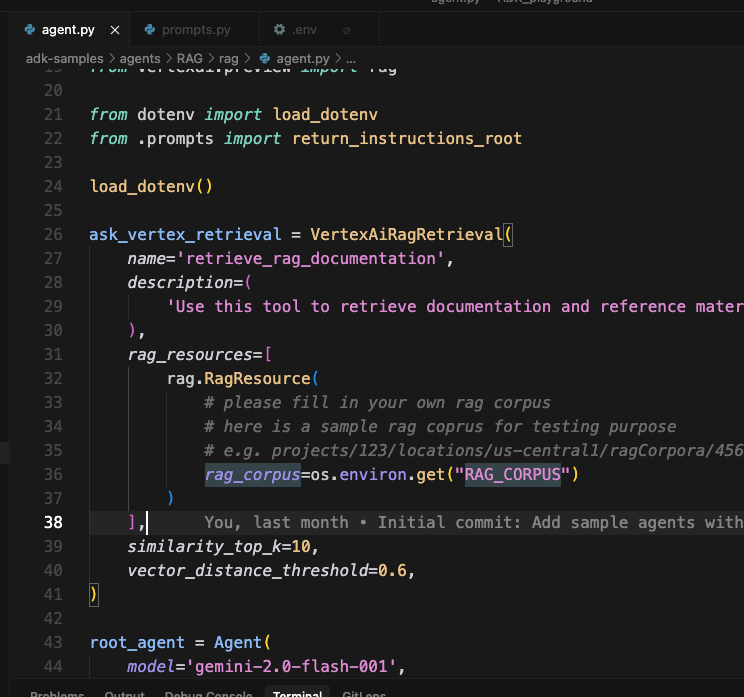 agent.py ADK_playground
agent.py × prompts.py .env
adk-samples > agents > RAG > rag > agent.py > ...
19 from vertexai.preview import rag
20
21 from dotenv import load_dotenv
22 from .prompts import return_instructions_root
23
24 load_dotenv()
25
26 ask_vertex_retrieval = VertexAiRagRetrieval(
27 name='retrieve_rag_documentation',
28 description=(
29 'Use this tool to retrieve documentation and reference mater
30 ),
31 rag_resources=[
32 rag.RagResource(
33 # please fill in your own rag corpus
34 # here is a sample rag coprus for testing purpose
35 # e.g. projects/123/locations/us-central1/ragCorpora/456
36 rag_corpus=os.environ.get("RAG_CORPUS")
37 )
38 ], You, last month • Initial commit: Add sample agents with
39 similarity_top_k=10,
40 vector_distance_threshold=0.6,
41 )
42
43 root_agent = Agent(
44 model='gemini-2.0-flash-001',
Problems Output Debug Console Terminal GitLens